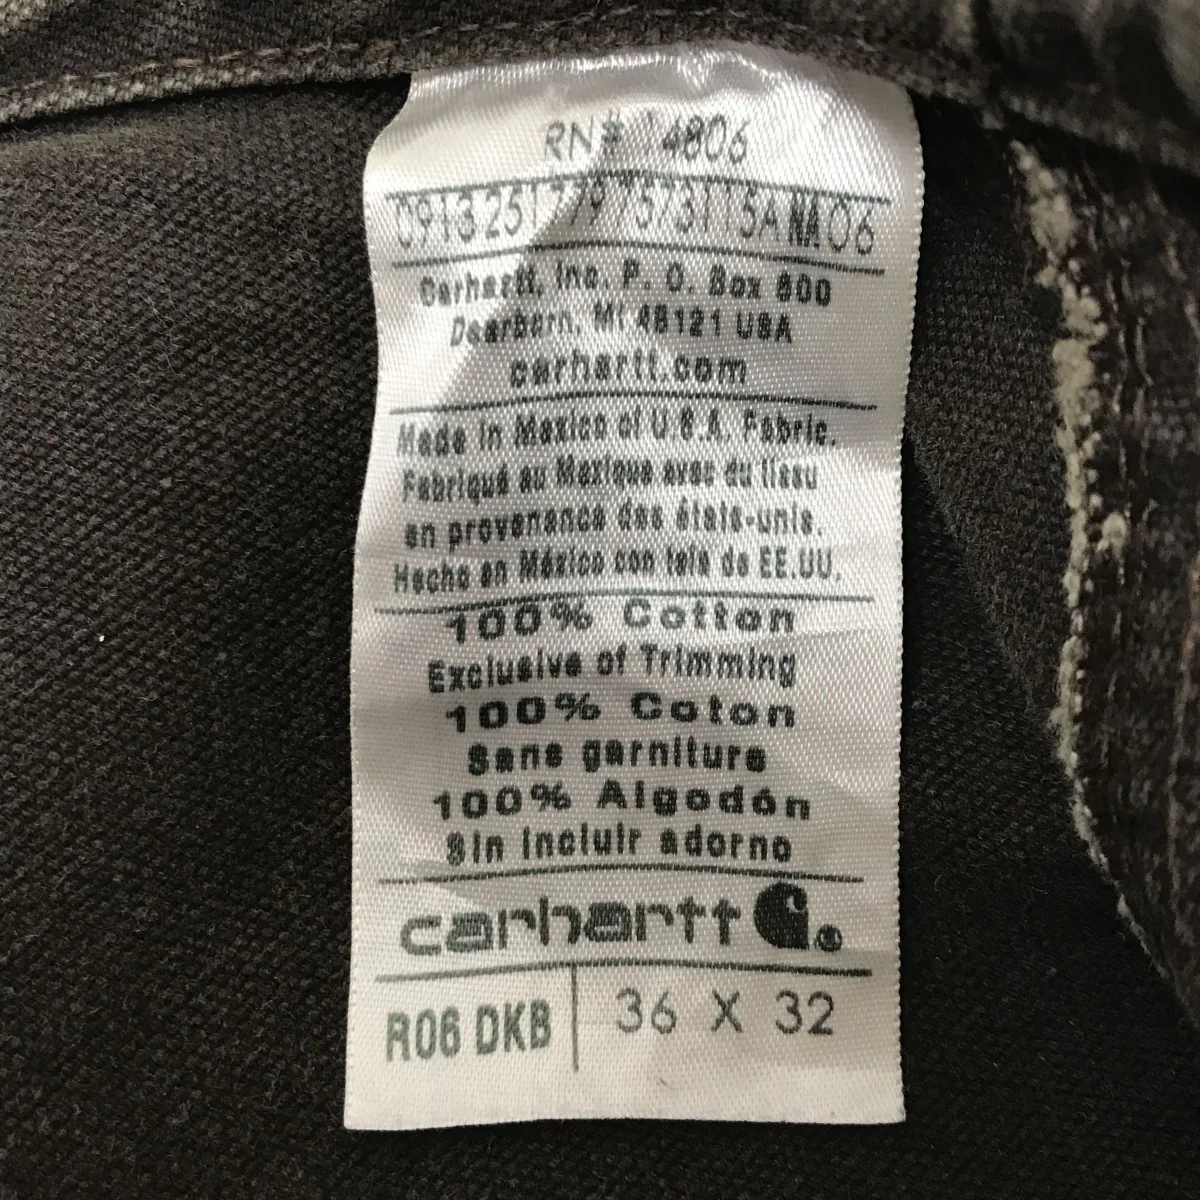 RN# 14806
0913 251779 757311 15A NA 06
Carhartt, Inc. P. O. Box 600
Dearborn, MI 48121 USA
carhartt.com
Made in Mexico of U.S.A. Fabric.
Fabriqué au Mexique avec du tissu
en provenance des états-unis.
Hecho en México con tela de EE.UU.
100% Cotton
Exclusive of Trimming
100% Coton
Sans garniture
100% Algodón
Sin incluir adorno
carhartt ®
R06 DKB 36 X 32